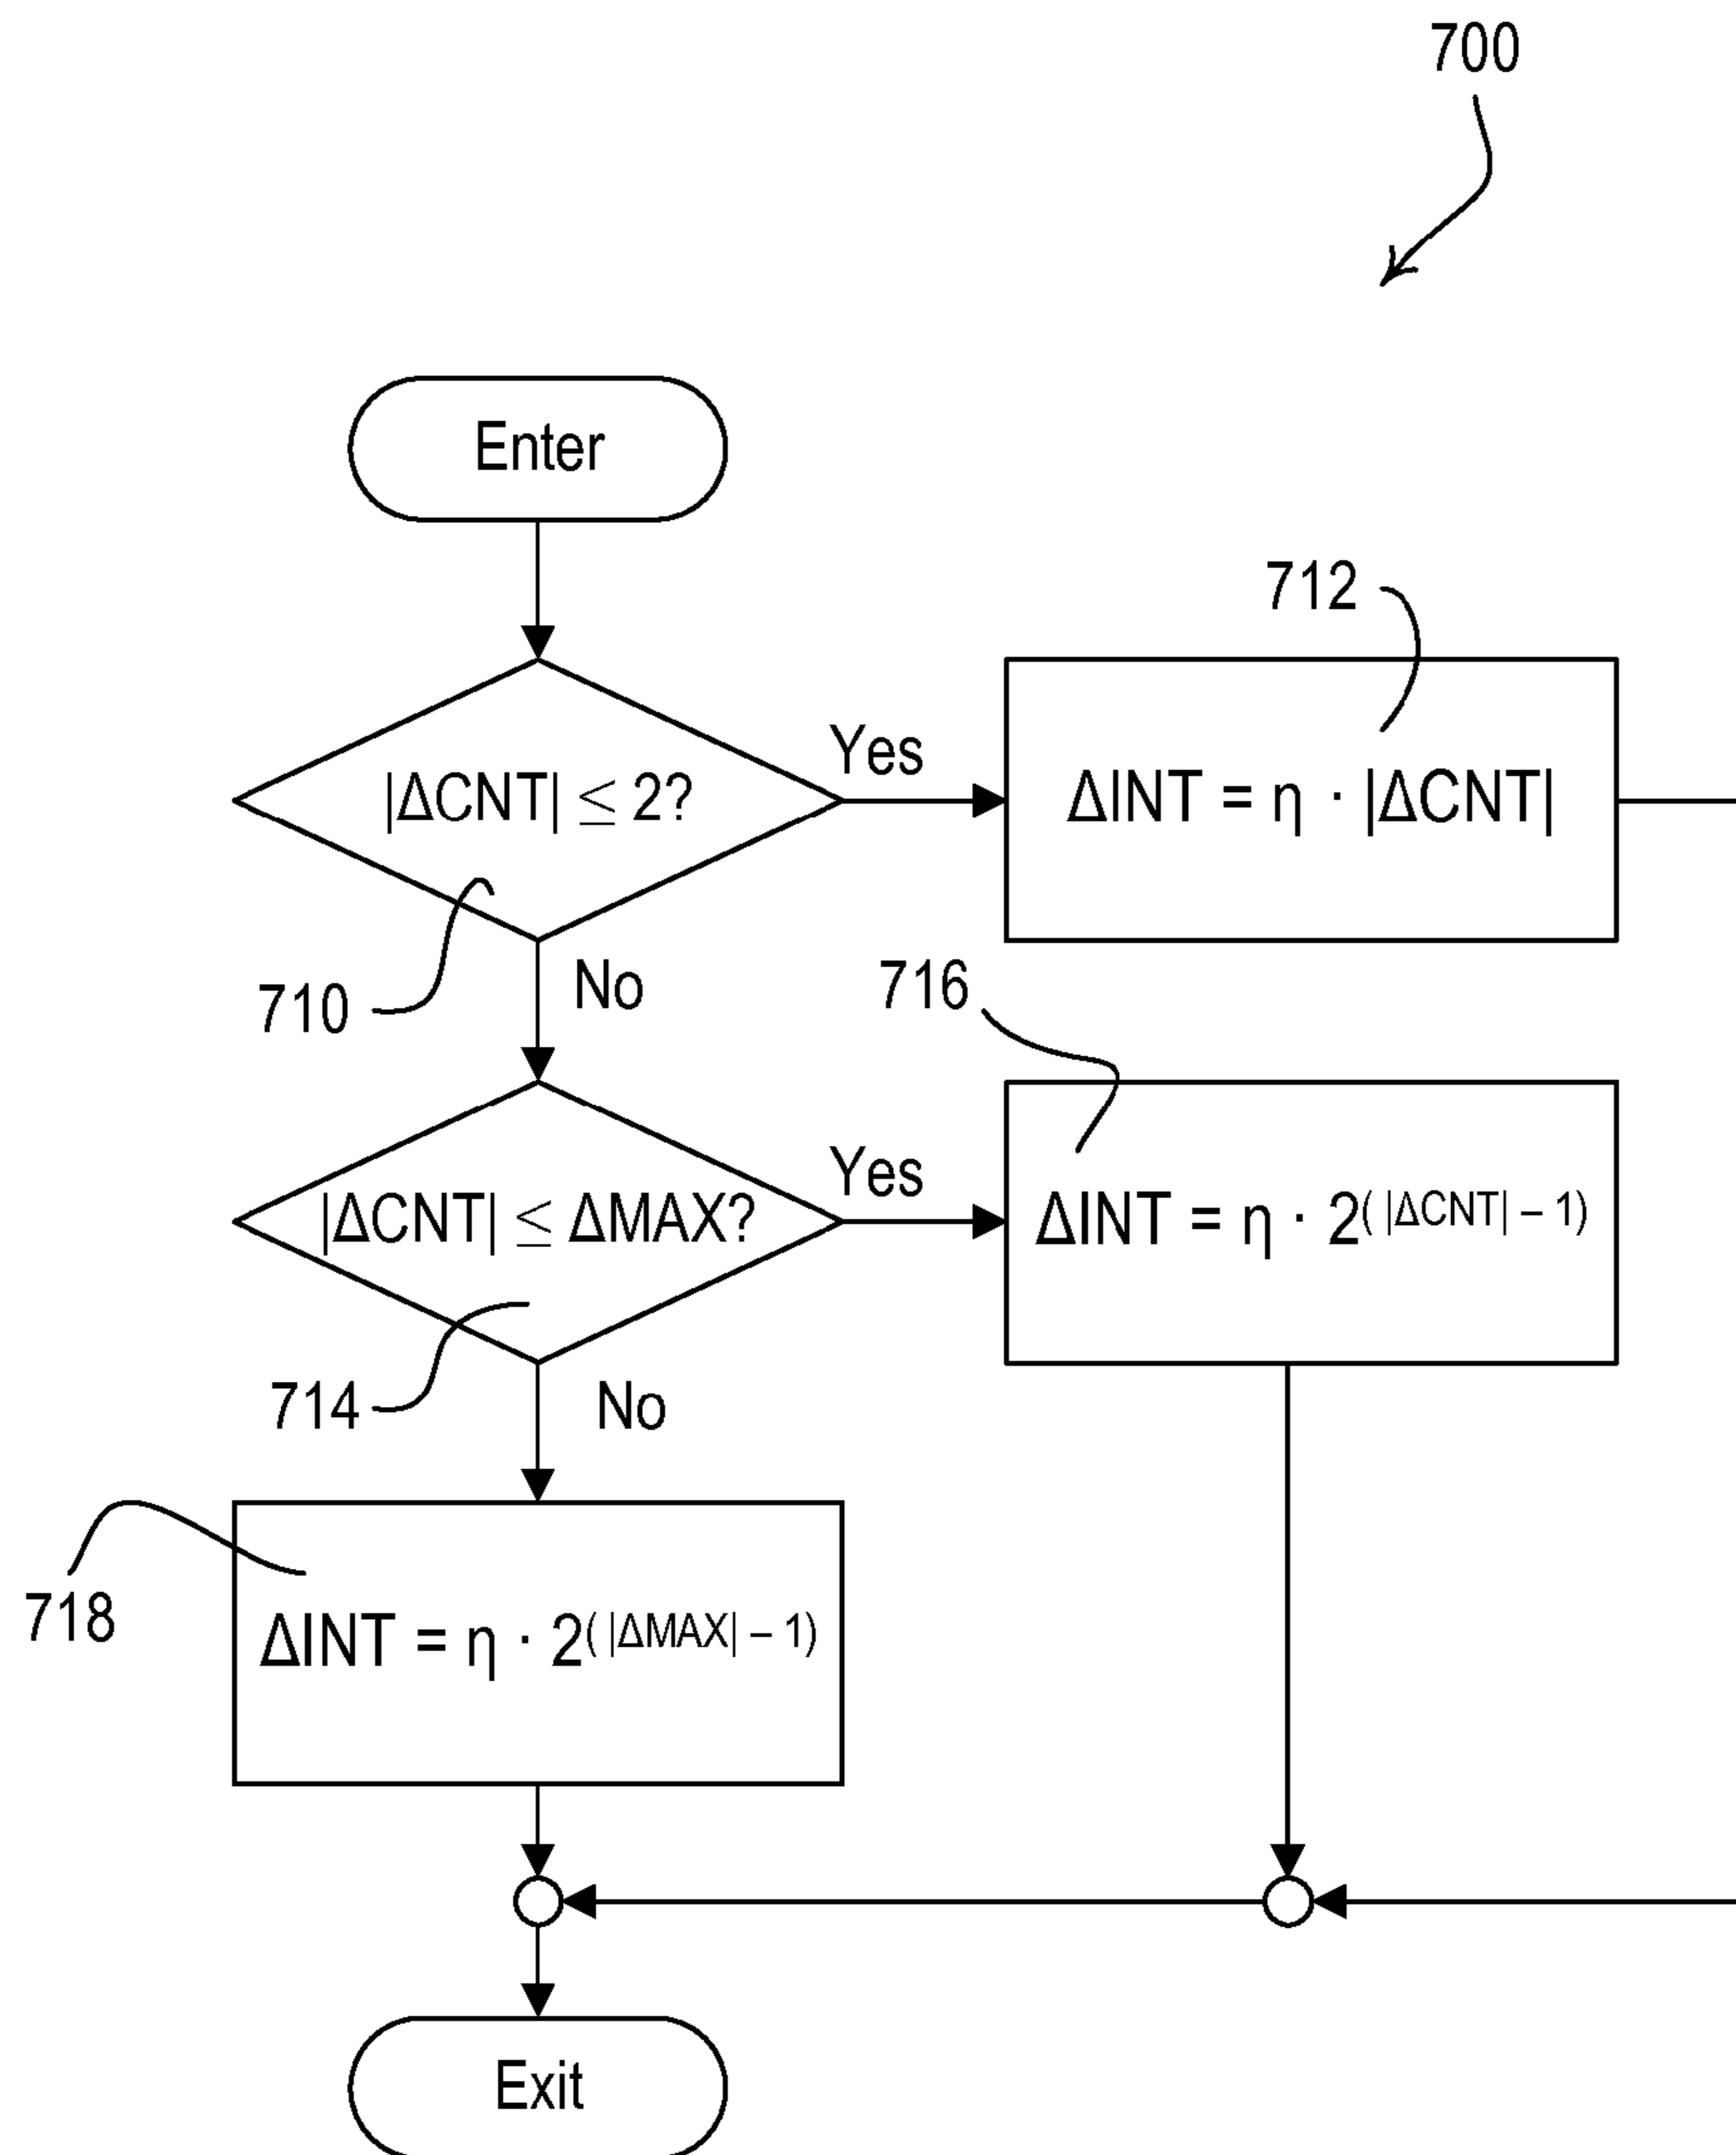 700
Enter
712
|ΔCNT| ≤ 2?
Yes
ΔINT = η · |ΔCNT|
710
No
716
|ΔCNT| ≤ ΔMAX?
Yes
ΔINT = η · 2^(|ΔCNT| − 1)
714
No
718
ΔINT = η · 2^(|ΔMAX| − 1)
Exit